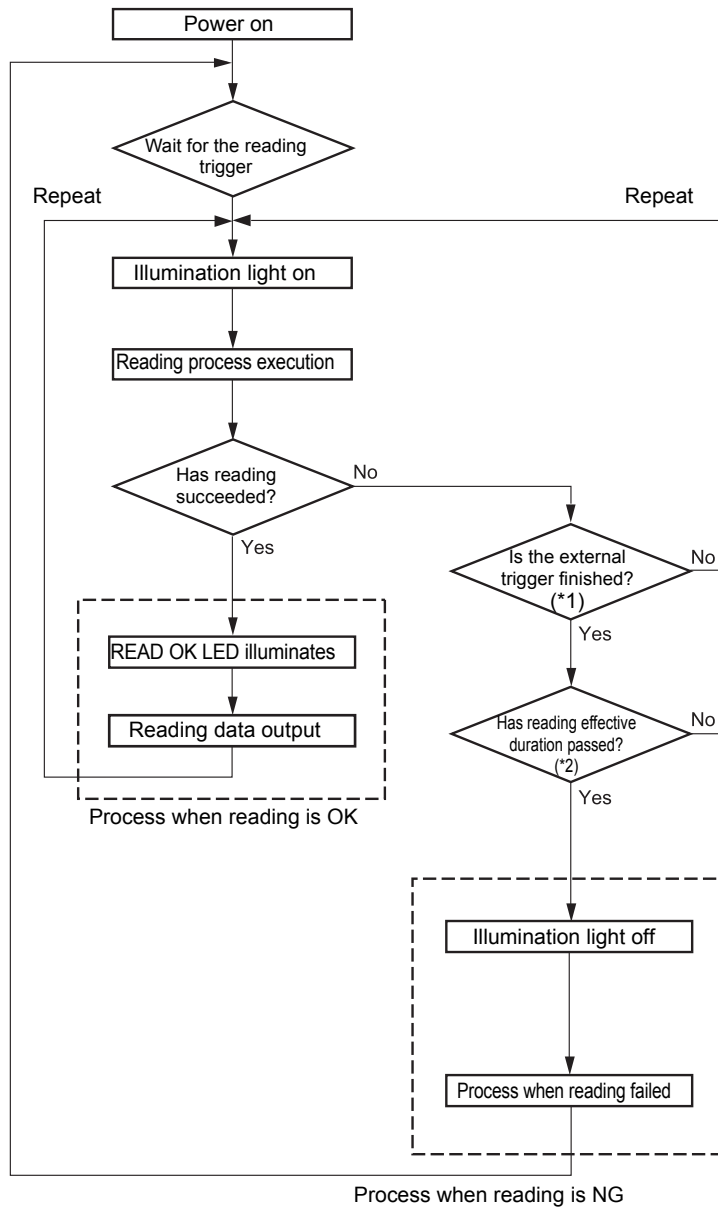 Power on
Wait for the reading
trigger
Repeat
Repeat
Illumination light on
Reading process execution
Has reading
succeeded?
No
Yes
Is the external
trigger finished?
(*1)
No
Yes
READ OK LED illuminates
Reading data output
Has reading effective
duration passed?
(*2)
No
Yes
Process when reading is OK
Illumination light off
Process when reading failed
Process when reading is NG